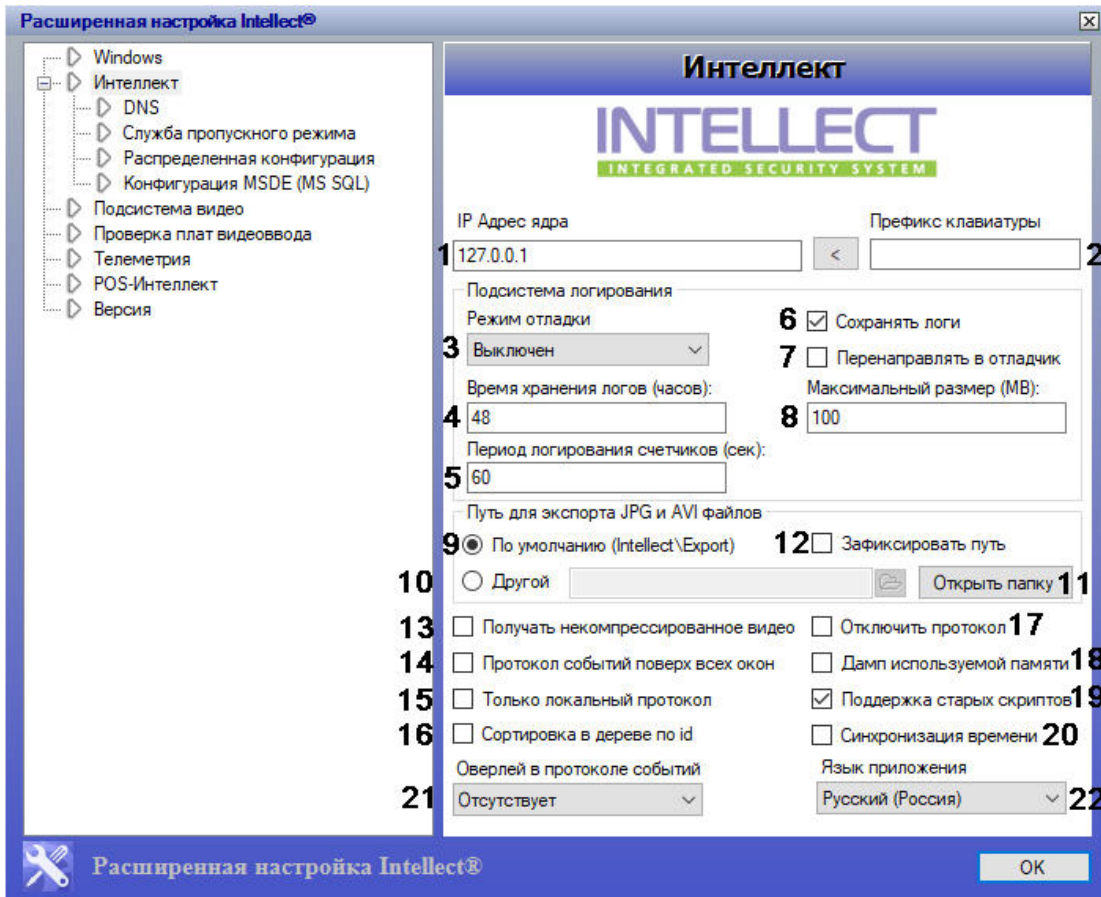 Расширенная настройка Intellect®
Windows
Интеллект
DNS
Служба пропускного режима
Распределенная конфигурация
Конфигурация MSDE (MS SQL)
Подсистема видео
Проверка плат видеоввода
Телеметрия
POS-Интеллект
Версия
Интеллект
INTELLECT
INTEGRATED SECURITY SYSTEM
IP Адрес ядра
Префикс клавиатуры
1 127.0.0.1 < 2
Подсистема логирования
Режим отладки
6 Сохранять логи
3 Выключен
7 Перенаправлять в отладчик
Время хранения логов (часов):
Максимальный размер (MB):
4 48
8 100
Период логирования счетчиков (сек):
5 60
Путь для экспорта JPG и AVI файлов
9 По умолчанию (Intellect\Export)
12 Зафиксировать путь
10 Другой
Открыть папку 11
13 Получать некомпрессированное видео
Отключить протокол 17
14 Протокол событий поверх всех окон
Дамп используемой памяти 18
15 Только локальный протокол
Поддержка старых скриптов 19
16 Сортировка в дереве по id
Синхронизация времени 20
Оверлей в протоколе событий
Язык приложения
21 Отсутствует
Русский (Россия) 22
Расширенная настройка Intellect®
OK